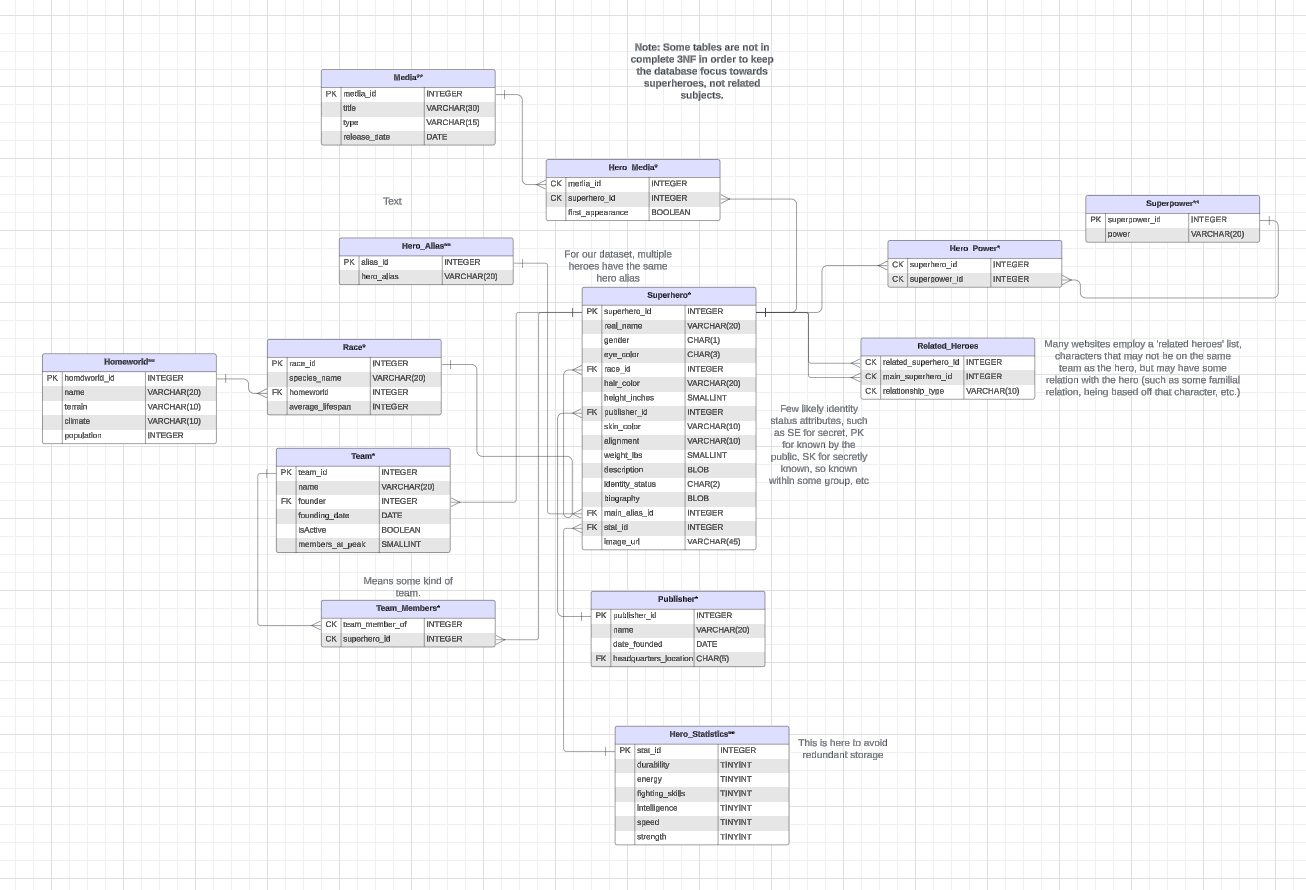 Note: Some tables are not in
complete 3NF in order to keep
the database focus towards
superheroes, not related
subjects.
Media**
PK media_id INTEGER
title VARCHAR(30)
type VARCHAR(15)
release_date DATE
Hero_Media*
CK media_id INTEGER
CK superhero_id INTEGER
first_appearance BOOLEAN
Text
Superpower**
PK superpower_id INTEGER
power VARCHAR(20)
Hero_Alias**
PK alias_id INTEGER
hero_alias VARCHAR(20)
For our dataset, multiple
heroes have the same
hero alias
Hero_Power*
CK superhero_id INTEGER
CK superpower_id INTEGER
Superhero*
PK superhero_id INTEGER
real_name VARCHAR(20)
gender CHAR(1)
eye_color CHAR(3)
FK race_id INTEGER
hair_color VARCHAR(20)
height_inches SMALLINT
FK publisher_id INTEGER
skin_color VARCHAR(10)
alignment VARCHAR(10)
weight_lbs SMALLINT
description BLOB
identity_status CHAR(2)
biography BLOB
FK main_alias_id INTEGER
FK stat_id INTEGER
image_url VARCHAR(45)
Homeworld**
PK homdworld_id INTEGER
name VARCHAR(20)
terrain VARCHAR(10)
climate VARCHAR(10)
population INTEGER
Race*
PK race_id INTEGER
species_name VARCHAR(20)
FK homeworld INTEGER
average_lifespan INTEGER
Related_Heroes
CK related_superhero_id INTEGER
CK main_superhero_id INTEGER
CK relationship_type VARCHAR(10)
Many websites employ a 'related heroes' list,
characters that may not be on the same
team as the hero, but may have some
relation with the hero (such as some familial
relation, being based off that character, etc.)
Few likely identity
status attributes, such
as SE for secret, PK
for known by the
public, SK for secretly
known, so known
within some group, etc
Team*
PK team_id INTEGER
name VARCHAR(20)
FK founder INTEGER
founding_date DATE
isActive BOOLEAN
members_at_peak SMALLINT
Means some kind of
team.
Team_Members*
CK team_member_of INTEGER
CK superhero_id INTEGER
Publisher*
PK publisher_id INTEGER
name VARCHAR(20)
date_founded DATE
FK headquarters_location CHAR(5)
Hero_Statistics**
PK stat_id INTEGER
durability TINYINT
energy TINYINT
fighting_skills TINYINT
intelligence TINYINT
speed TINYINT
strength TINYINT
This is here to avoid
redundant storage